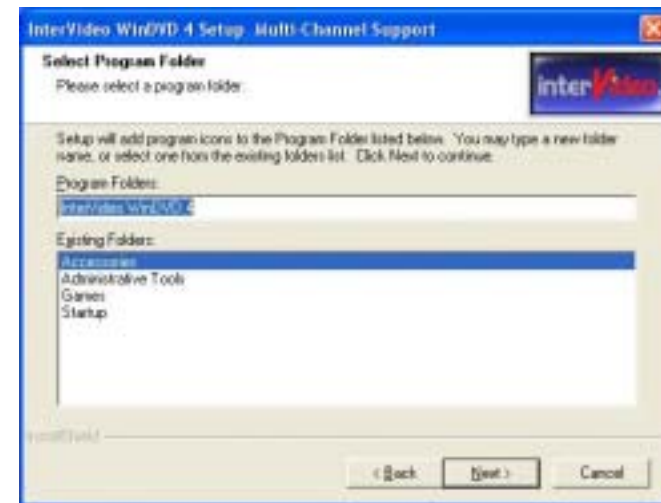 InterVideo WinDVD 4 Setup Multi-Channel Support
Select Program Folder
Please select a program folder.
interVideo.
Setup will add program icons to the Program Folder listed below. You may type a new folder
name, or select one from the existing folders list. Click Next to continue.
Program Folders:
InterVideo WinDVD 4
Existing Folders:
Accessories
Administrative Tools
Games
Startup
InstallShield
< Back
Next >
Cancel